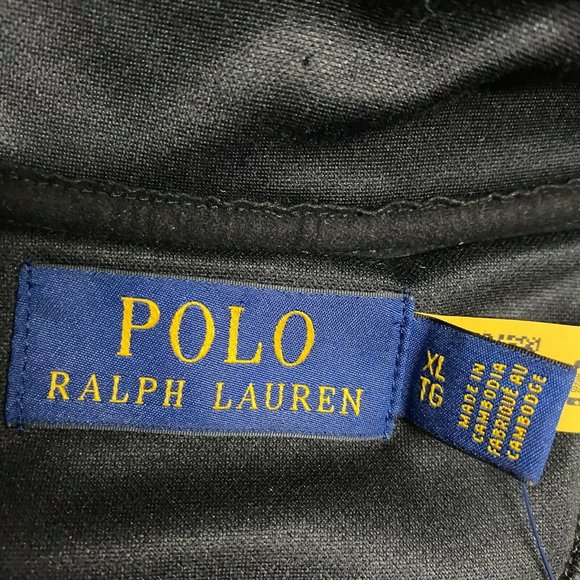 POLO
RALPH LAUREN
XL
TG
MADE IN
CAMBODIA
FABRIQUÉ AU
CAMBODGE